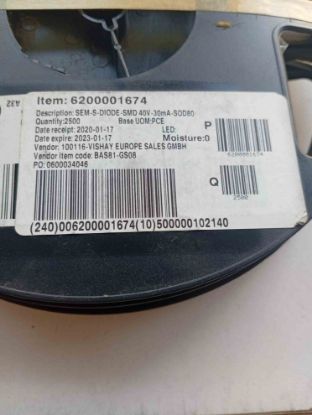 A32
Item: 6200001674
Description: SEM-S-DIODE-SMD 40V-30mA-SOD80
Quantity:2500 Base UOM:PCE
Date receipt: 2020-01-17 LED: P
Date expire: 2023-01-17 Moisture:0
Vendor: 100116-VISHAY EUROPE SALES GMBH
Vendor item code: BAS81-GS08
PO: 0600034046
6200001674
Q
2500
(240)006200001674(10)500000102140